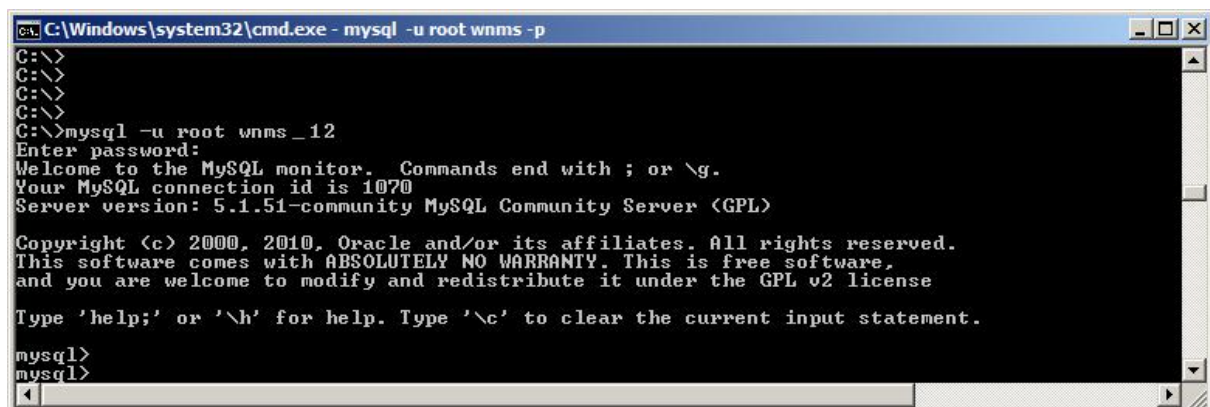 C:\Windows\system32\cmd.exe - mysql -u root wnms -p
C:\>
C:\>
C:\>
C:\>
C:\>mysql -u root wnms_12
Enter password:
Welcome to the MySQL monitor.  Commands end with ; or \g.
Your MySQL connection id is 1070
Server version: 5.1.51-community MySQL Community Server (GPL)
Copyright (c) 2000, 2010, Oracle and/or its affiliates. All rights reserved.
This software comes with ABSOLUTELY NO WARRANTY. This is free software,
and you are welcome to modify and redistribute it under the GPL v2 license
Type 'help;' or '\h' for help. Type '\c' to clear the current input statement.
mysql>
mysql>